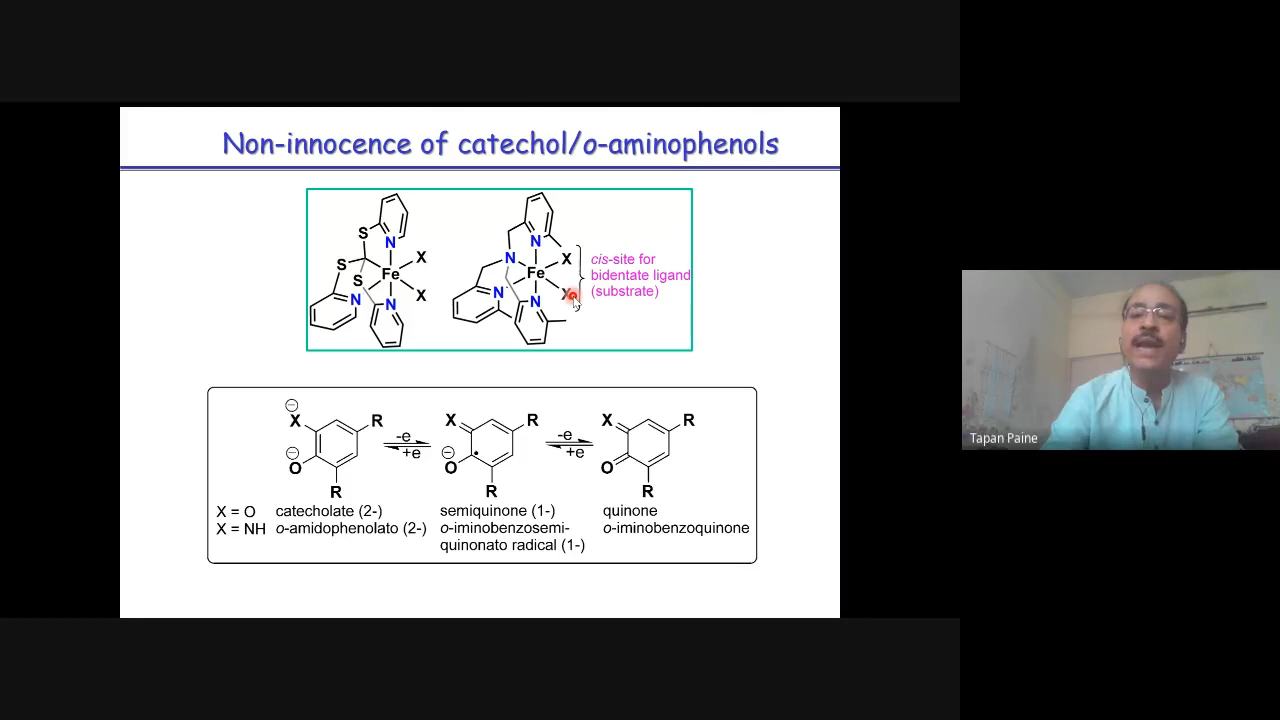 Non-innocence of catechol/o-aminophenols
S
N
X
S
Fe
S
X
N
N
N
N
X
Fe
N
X
N
cis-site for
bidentate ligand
(substrate)
X
R
O
R
-e
+e
X
R
O
R
-e
+e
X
R
O
R
X = O catecholate (2-) semiquinone (1-) quinone
X = NH o-amidophenolato (2-) o-iminobenzosemi- o-iminobenzoquinone
quinonato radical (1-)
Tapan Paine